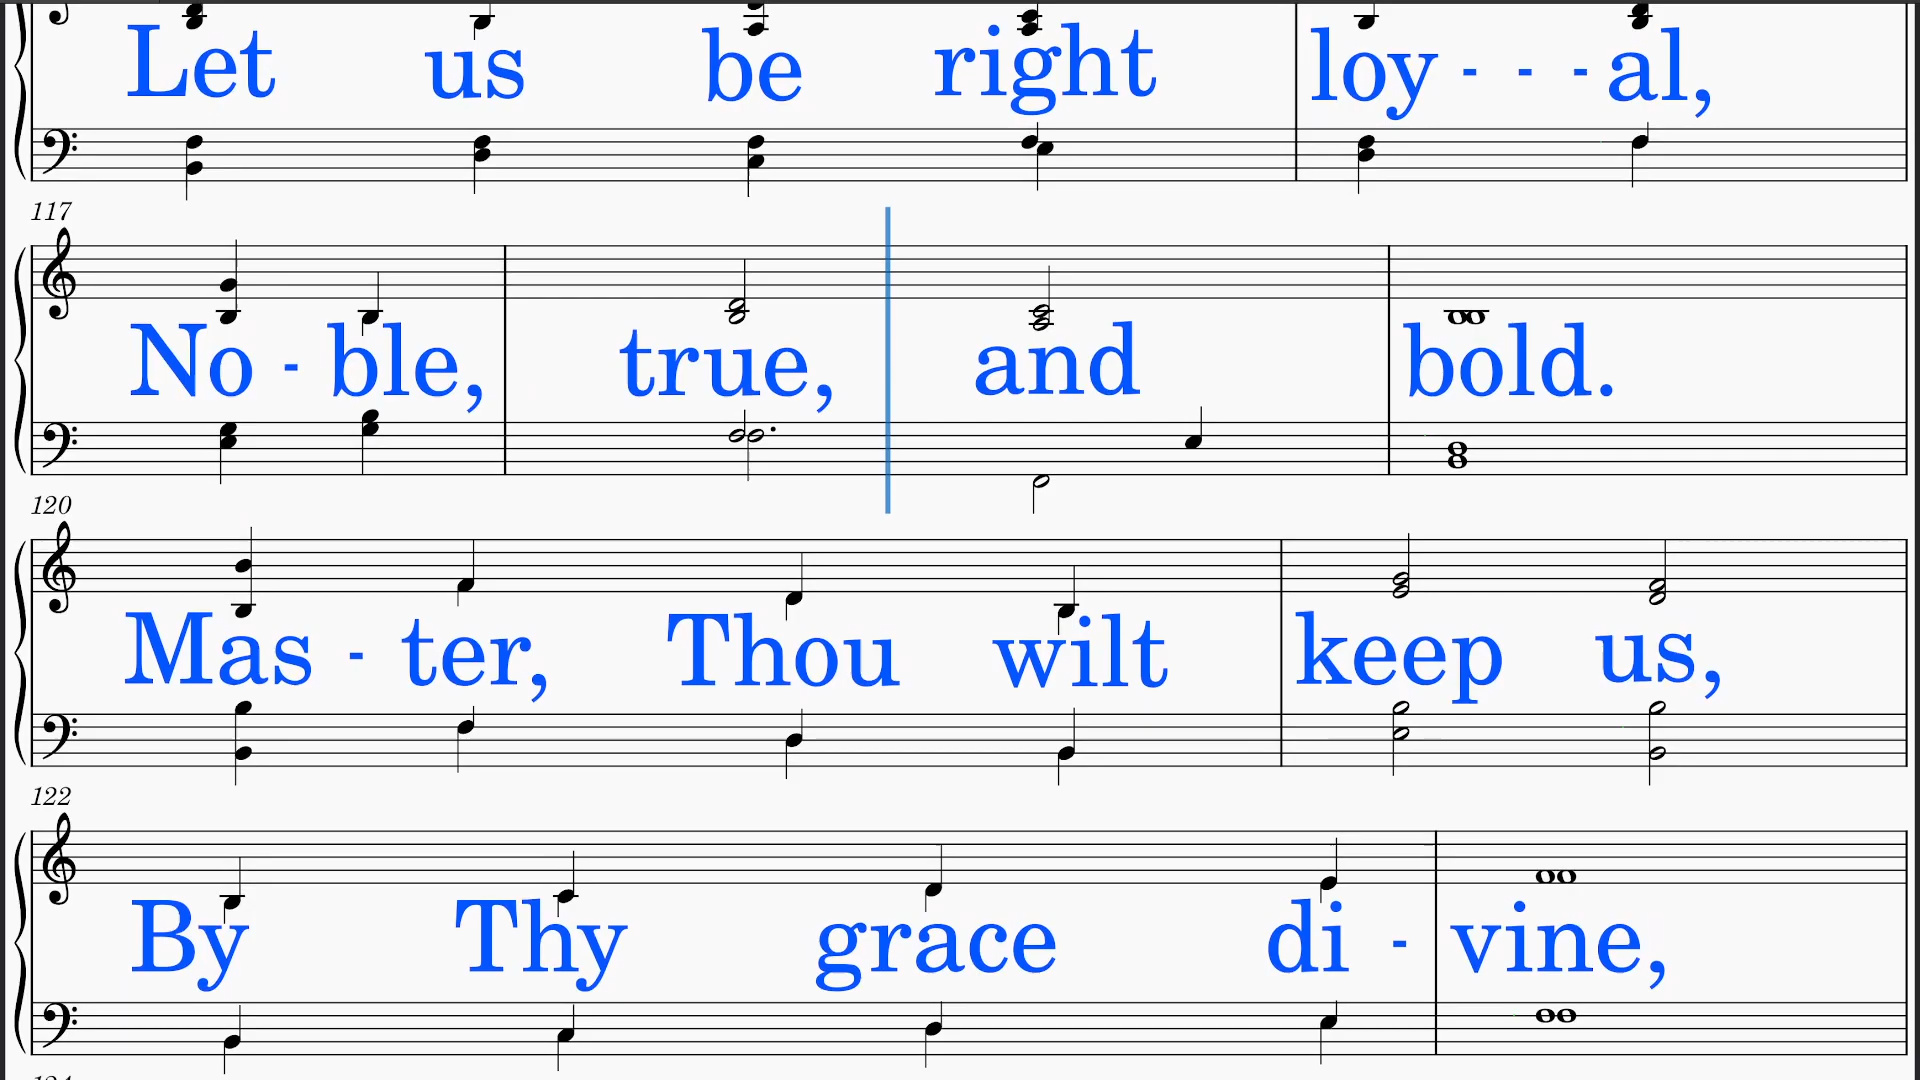 Let us be right loy - - - al,
117
No - ble, true, and bold.
120
Mas - ter, Thou wilt keep us,
122
By Thy grace di - vine,